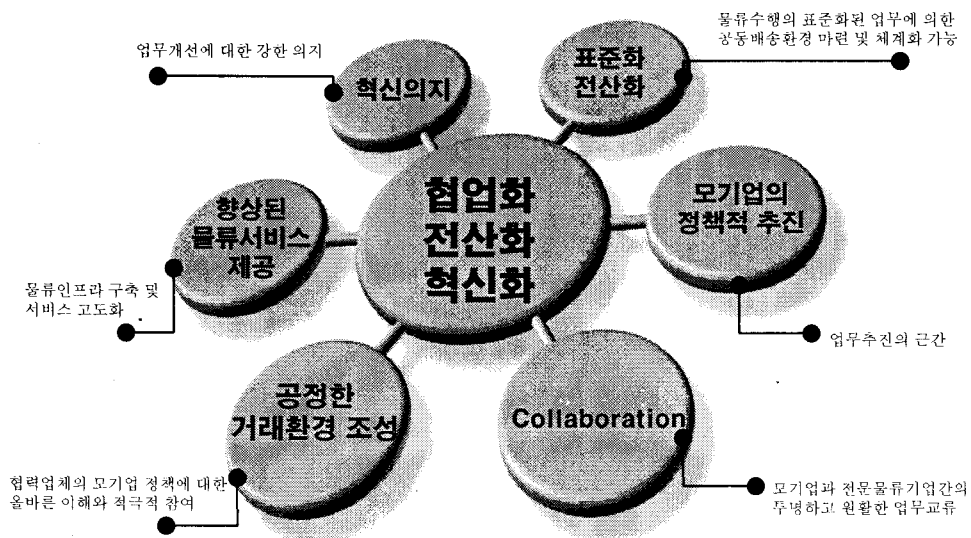 물류수행의 표준화된 업무에 의한
공동배송환경 마련 및 체계화 가능
업무개선에 대한 강한 의지
혁신의지
표준화
전산화
협업화
전산화
혁신화
모기업의
정책적 추진
향상된
물류서비스
제공
물류인프라 구축 및
서비스 고도화
업무추진의 근간
공정한
거래환경 조성
Collaboration
협력업체의 모기업 정책에 대한
올바른 이해와 적극적 참여
모기업과 전문물류기업간의
투명하고 원활한 업무교류